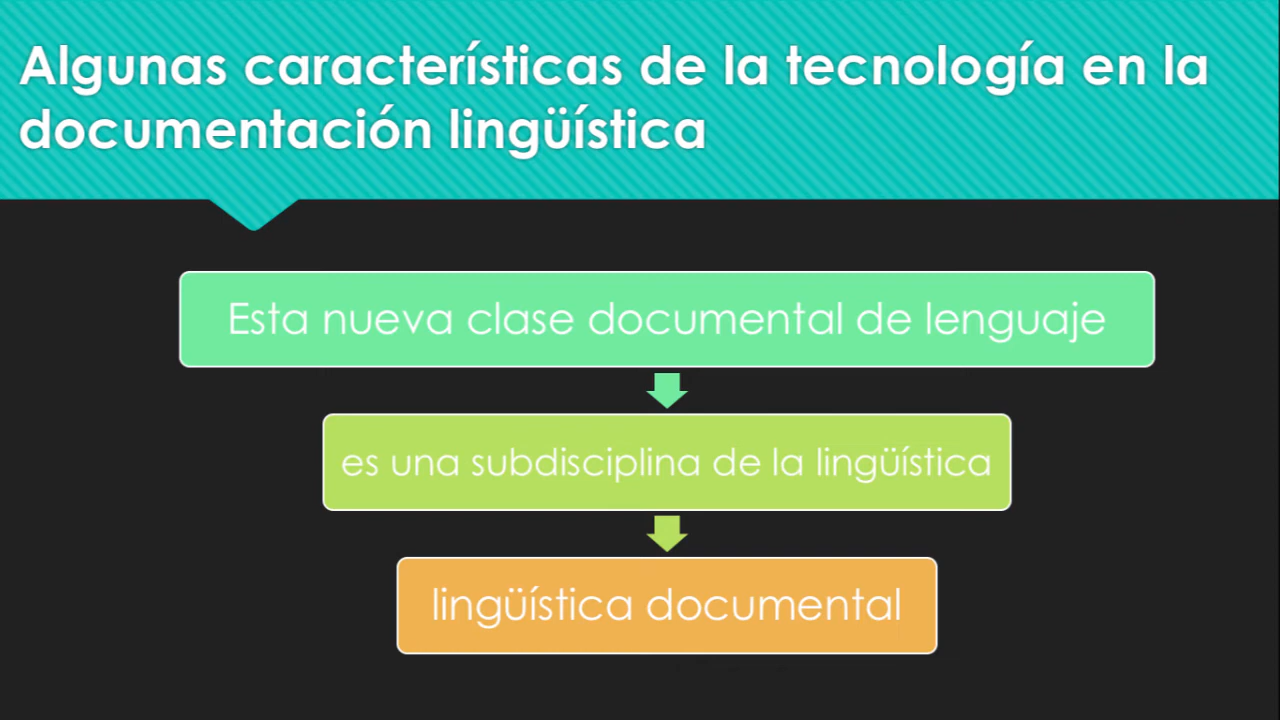 Algunas características de la tecnología en la
documentación lingüística
Esta nueva clase documental de lenguaje
es una subdisciplina de la lingüística
lingüística documental